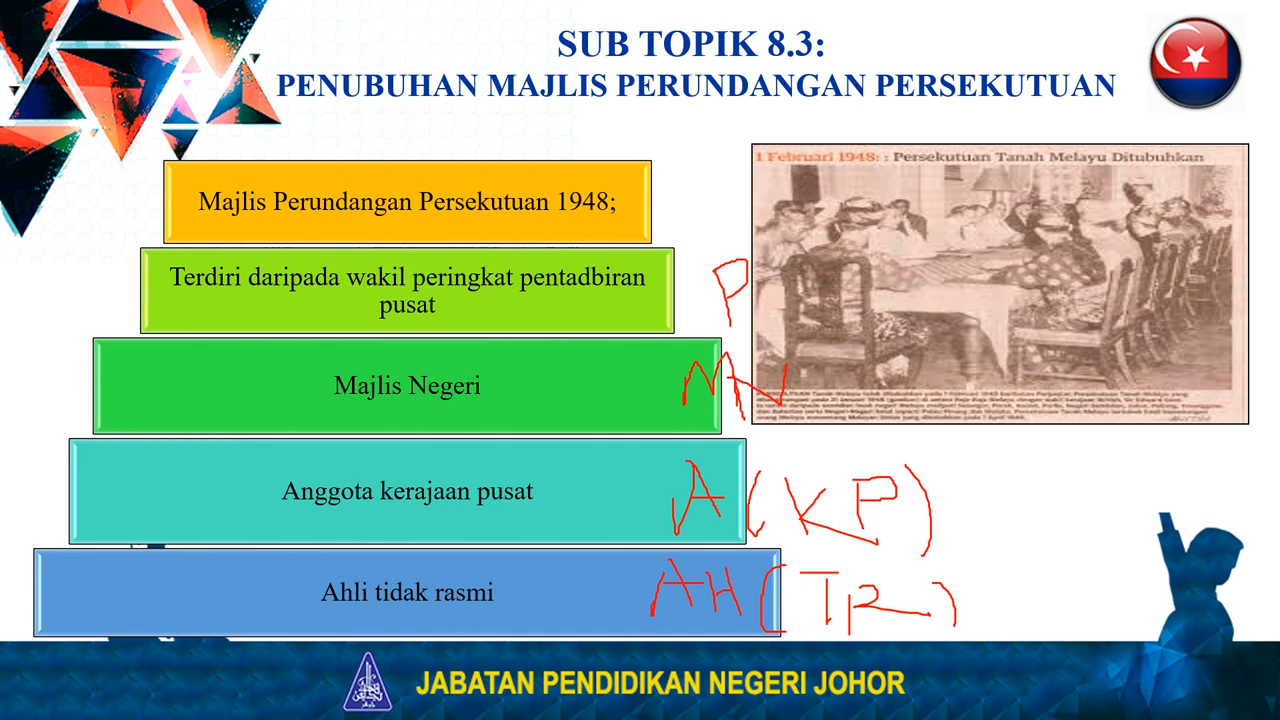 SUB TOPIK 8.3:
PENUBUHAN MAJLIS PERUNDANGAN PERSEKUTUAN
1 Februari 1948: : Persekutuan Tanah Melayu Ditubuhkan
Majlis Perundangan Persekutuan 1948;
Terdiri daripada wakil peringkat pentadbiran
pusat
P
Majlis Negeri
MN
Anggota kerajaan pusat
A (KP)
Ahli tidak rasmi
AH (TR)
JABATAN PENDIDIKAN NEGERI JOHOR